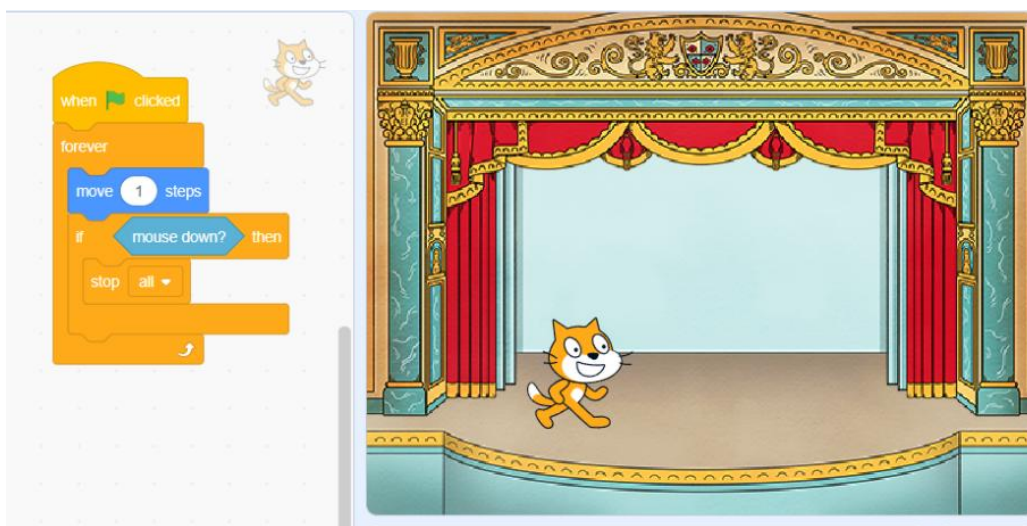 when clicked
forever
move 1 steps
if mouse down? then
stop all